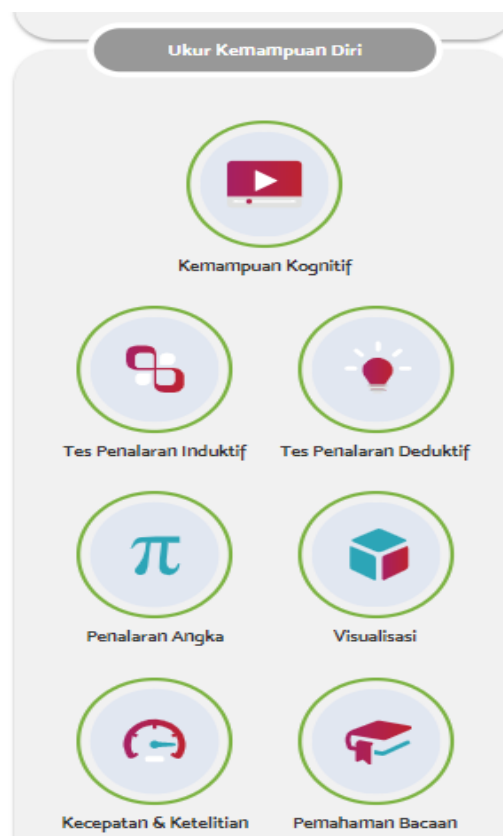 Ukur Kemampuan Diri
Kemampuan Kognitif
Tes Penalaran Induktif
Tes Penalaran Deduktif
π
Penalaran Angka
Visualisasi
Kecepatan & Ketelitian
Pemahaman Bacaan